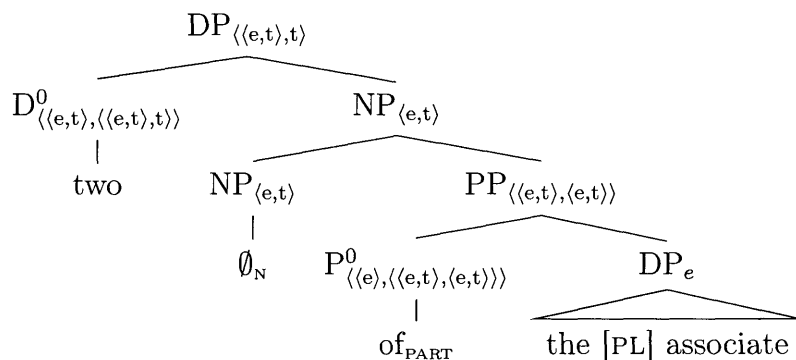 DP⟨⟨e,t⟩,t⟩
D⁰⟨⟨e,t⟩,⟨⟨e,t⟩,t⟩⟩ NP⟨e,t⟩
two NP⟨e,t⟩ PP⟨⟨e,t⟩,⟨e,t⟩⟩
∅N P⁰⟨⟨e⟩,⟨⟨e,t⟩,⟨e,t⟩⟩⟩ DPe
ofPART the [PL] associate